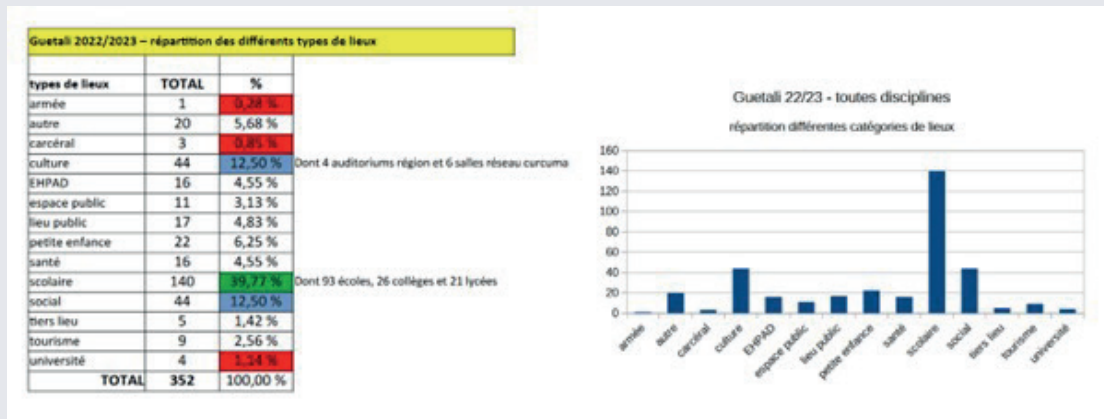 Guetali 2022/2023 – répartition des différents types de lieux
types de lieux TOTAL %
armée 1 0,28 %
autre 20 5,68 %
carcéral 3 0,85 %
culture 44 12,50 % Dont 4 auditoriums région et 6 salles réseau curcuma
EHPAD 16 4,55 %
espace public 11 3,13 %
lieu public 17 4,83 %
petite enfance 22 6,25 %
santé 16 4,55 %
scolaire 140 39,77 % Dont 93 écoles, 26 collèges et 21 lycées
social 44 12,50 %
tiers lieu 5 1,42 %
tourisme 9 2,56 %
université 4 1,14 %
TOTAL 352 100,00 %
Guetali 22/23 - toutes disciplines
répartition différentes catégories de lieux
160
140
120
100
80
60
40
20
0
armée autre carcéral culture EHPAD espace public lieu public petite enfance santé scolaire social tiers lieu tourisme université